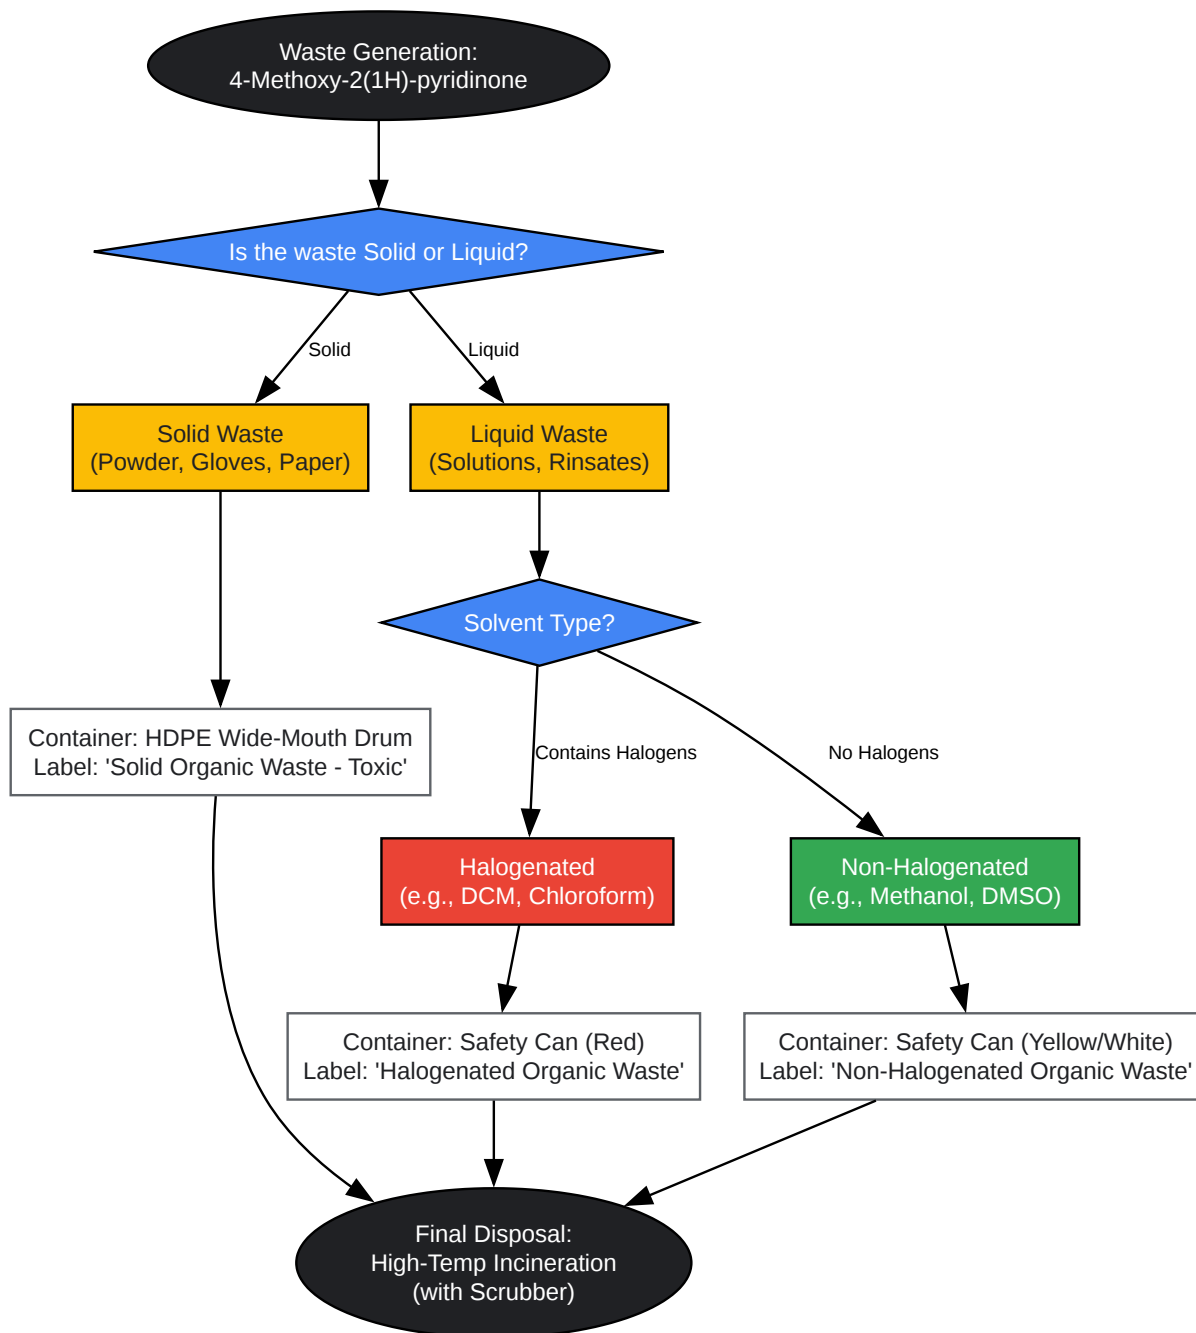 Waste Generation:
4-Methoxy-2(1H)-pyridinone
Is the waste Solid or Liquid?
Solid
Liquid
Solid Waste
(Powder, Gloves, Paper)
Liquid Waste
(Solutions, Rinsates)
Solvent Type?
Container: HDPE Wide-Mouth Drum
Label: 'Solid Organic Waste - Toxic'
Contains Halogens
No Halogens
Halogenated
(e.g., DCM, Chloroform)
Non-Halogenated
(e.g., Methanol, DMSO)
Container: Safety Can (Red)
Label: 'Halogenated Organic Waste'
Container: Safety Can (Yellow/White)
Label: 'Non-Halogenated Organic Waste'
Final Disposal:
High-Temp Incineration
(with Scrubber)